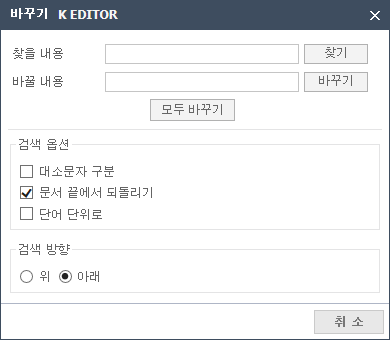 바꾸기 K EDITOR
찾을 내용 찾기
바꿀 내용 바꾸기
모두 바꾸기
검색 옵션
대소문자 구분
문서 끝에서 되돌리기
단어 단위로
검색 방향
위 아래
취 소